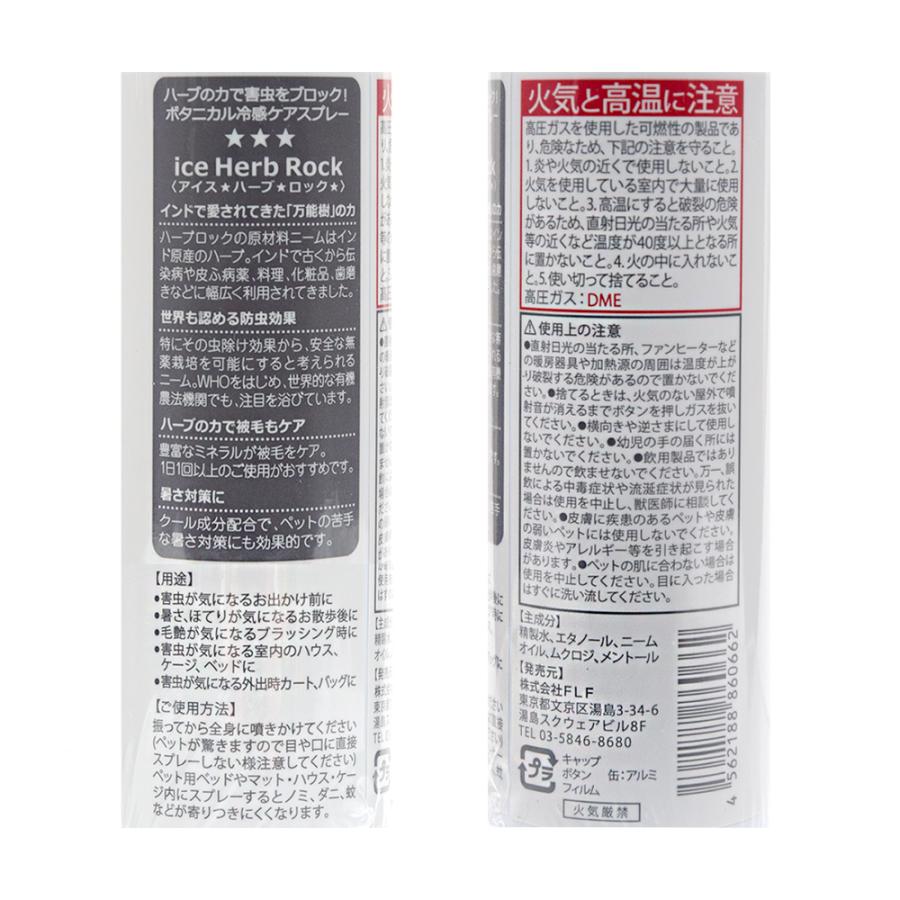 ハーブの力で害虫をブロック!
ボタニカル冷感ケアスプレー
★★★
ice Herb Rock
〈アイス★ハーブ★ロック★〉
インドで愛されてきた「万能樹」の力
ハーブロックの原材料ニームはイン
ド原産のハーブ。インドで古くから伝
染病や皮ふ病薬、料理、化粧品、歯磨
きなどに幅広く利用されてきました。
世界も認める防虫効果
特にその虫除け効果から、安全な無
薬栽培を可能にすると考えられる
ニーム。WHOをはじめ、世界的な有機
農法機関でも、注目を浴びています。
ハーブの力で被毛もケア
豊富なミネラルが被毛をケア。
1日1回以上のご使用がおすすめです。
暑さ対策に
クール成分配合で、ペットの苦手
な暑さ対策にも効果的です。
【用途】
•害虫が気になるお出かけ前に
•暑さ、ほてりが気になるお散歩後に
•毛艶が気になるブラッシング時に
•害虫が気になる室内のハウス、
ケージ、ベッドに
•害虫が気になる外出時カート、バッグに
【ご使用方法】
振ってから全身に噴きかけてください
(ペットが驚きますので目や口に直接
スプレーしない様注意してください)
ペット用ベッドやマット・ハウス・ケー
ジ内にスプレーするとノミ、ダニ、蚊
などが寄りつきにくくなります。
火気と高温に注意
高圧ガスを使用した可燃性の製品であ
り、危険なため、下記の注意を守ること。
1.炎や火気の近くで使用しないこと。2.
火気を使用している室内で大量に使用
しないこと。3.高温にすると破裂の危険
があるため、直射日光の当たる所や火気
等の近くなど温度が40度以上となる所
に置かないこと。4.火の中に入れないこ
と。5.使い切って捨てること。
高圧ガス:DME
⚠使用上の注意
●直射日光の当たる所、ファンヒーターなど
の暖房器具や加熱源の周囲は温度が上が
り破裂する危険があるので置かないでくだ
さい。●捨てるときは、火気のない屋外で噴
射音が消えるまでボタンを押しガスを抜い
てください。●横向きや逆さまにして使用し
ないでください。●幼児の手の届く所には
置かないでください。●飲用製品ではあり
ませんので飲ませないでください。万一、誤
飲による中毒症状や流涎症状が見られた
場合は使用を中止し、獣医師に相談してく
ださい。●皮膚に疾患のあるペットや皮膚
の弱いペットには使用しないでください。
皮膚炎やアレルギー等を引き起こす場合
があります。●ペットの肌に合わない場合は
使用を中止してください。目に入った場合
はすぐに洗い流してください。
【主成分】
精製水、エタノール、ニーム
オイル、ムクロジ、メントール
【発売元】
株式会社FLF
東京都文京区湯島3-34-6
湯島スクウェアビル8F
TEL 03-5846-8680
プラ
キャップ
ボタン 缶:アルミ
フィルム
火気厳禁
4 562188 860662